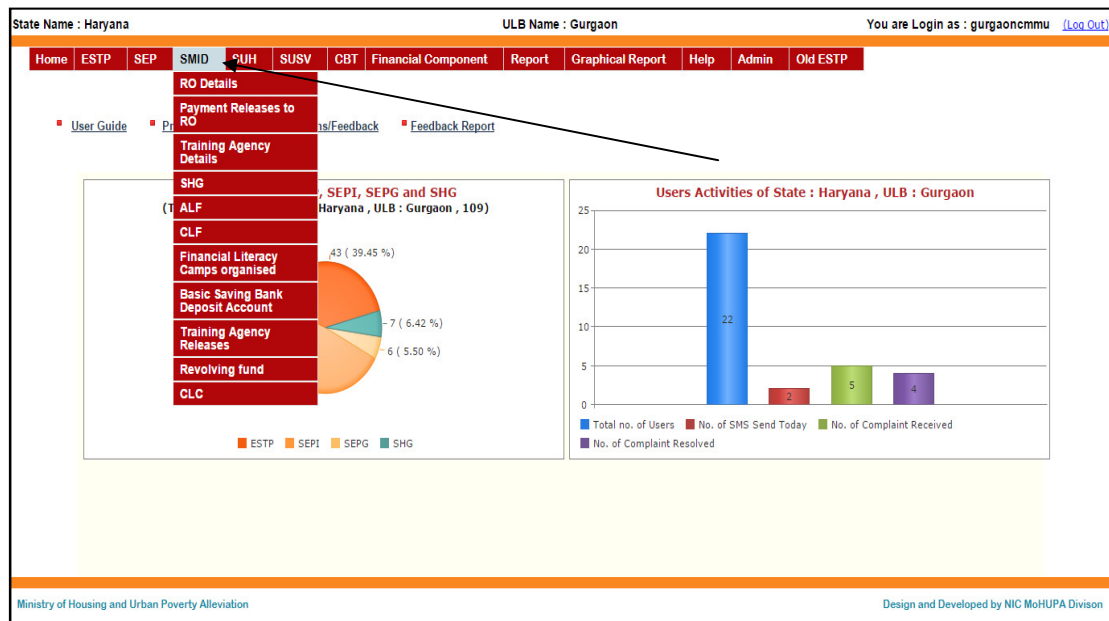 State Name : Haryana ULB Name : Gurgaon You are Login as : gurgaoncmmu (Log Out)
Home ESTP SEP SMID SUH SUSV CBT Financial Component Report Graphical Report Help Admin Old ESTP
RO Details
Payment Releases to
RO
Training Agency
Details
SHG
ALF
CLF
Financial Literacy
Camps organised
Basic Saving Bank
Deposit Account
Training Agency
Releases
Revolving fund
CLC
User Guide ns/Feedback Feedback Report
, SEPI, SEPG and SHG
Haryana , ULB : Gurgaon , 109)
43 ( 39.45 %)
7 ( 6.42 %)
6 ( 5.50 %)
ESTP SEPI SEPG SHG
Users Activities of State : Haryana , ULB : Gurgaon
25
20
15
10
5
0
22
2
5
4
Total no. of Users No. of SMS Send Today No. of Complaint Received
No. of Complaint Resolved
Ministry of Housing and Urban Poverty Alleviation Design and Developed by NIC MoHUPA Divison